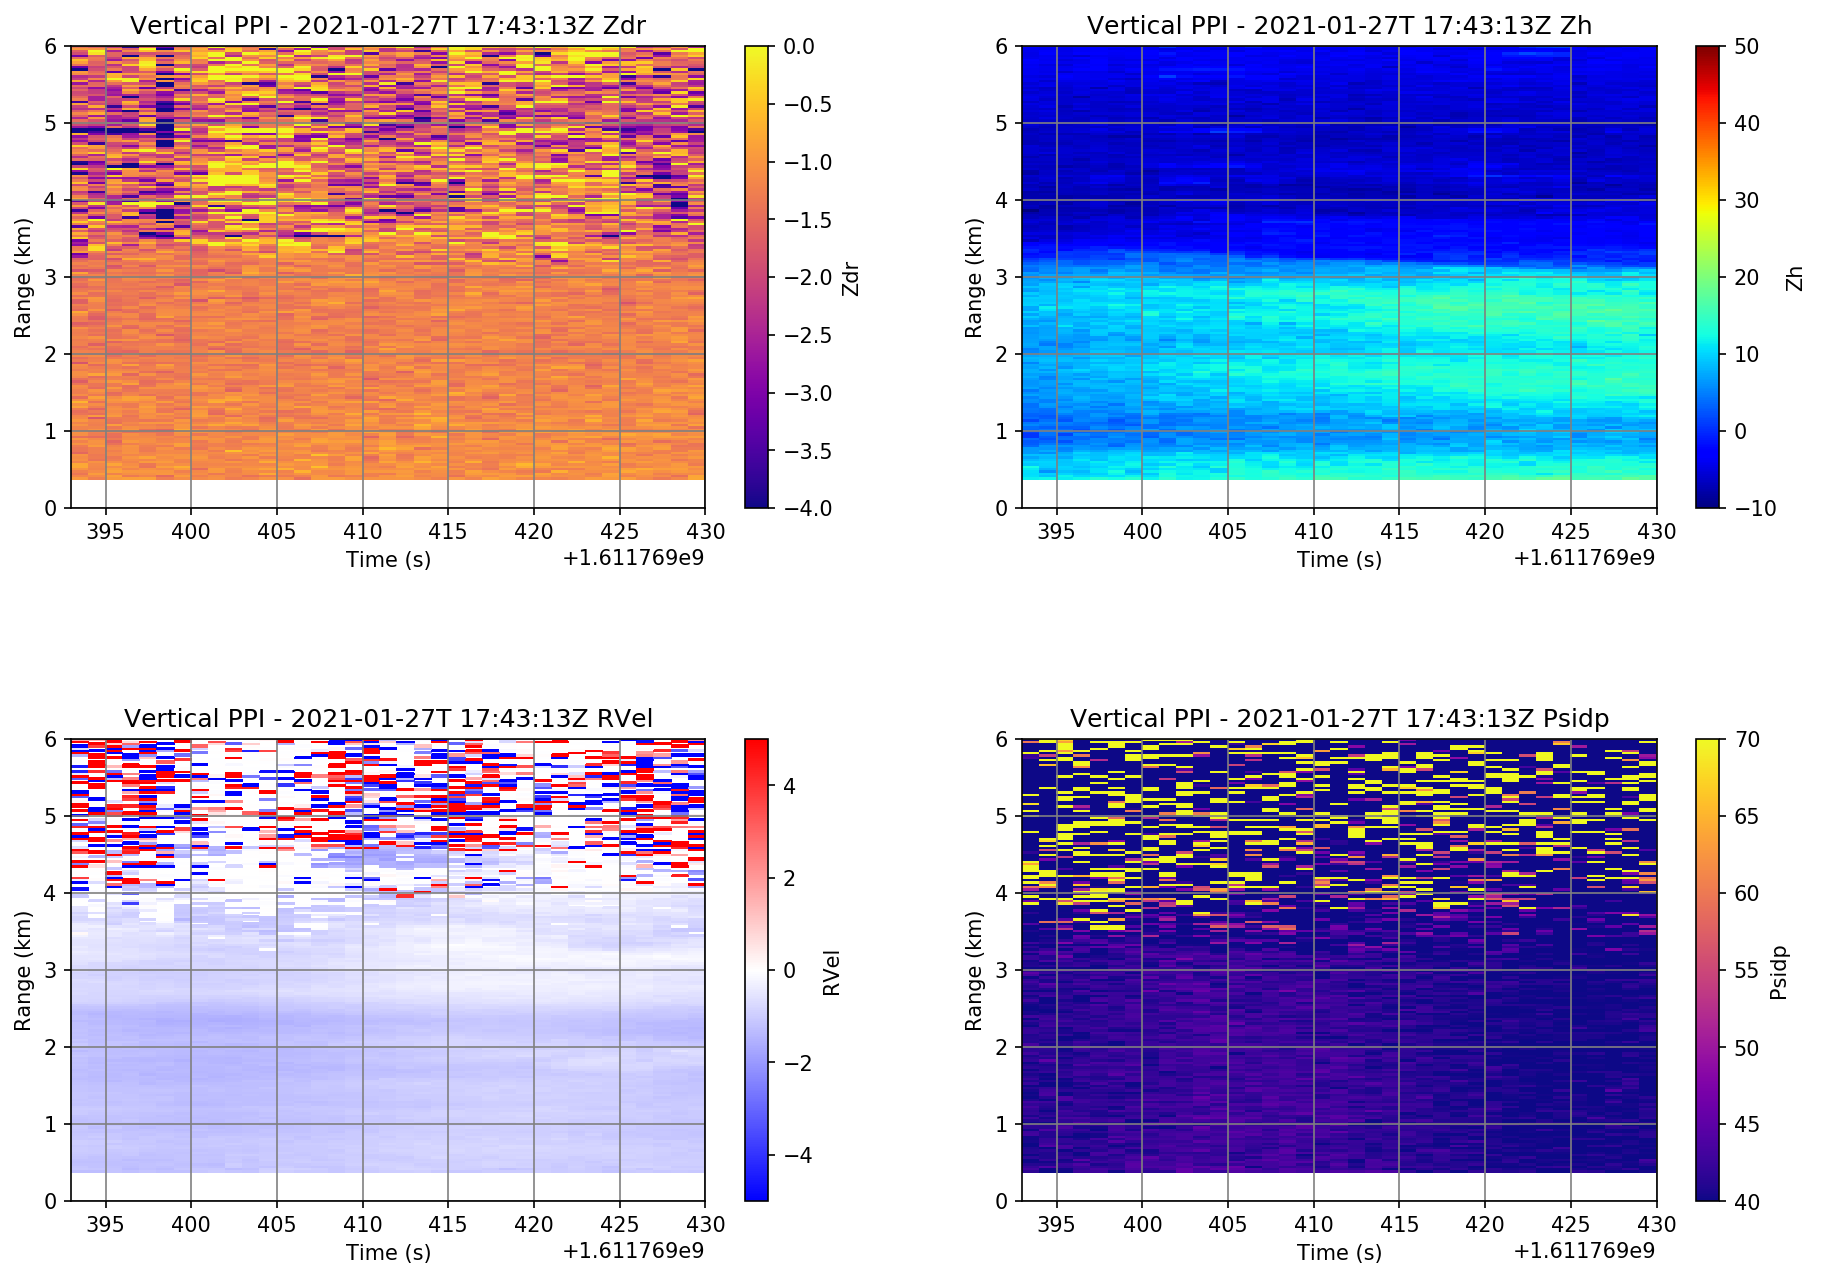 Vertical PPI - 2021-01-27T 17:43:13Z Zdr
6
5
4
3
2
1
0
Range (km)
395 400 405 410 415 420 425 430
Time (s)
+1.611769e9
0.0
−0.5
−1.0
−1.5
−2.0
−2.5
−3.0
−3.5
−4.0
Zdr
Vertical PPI - 2021-01-27T 17:43:13Z Zh
6
5
4
3
2
1
0
Range (km)
395 400 405 410 415 420 425 430
Time (s)
+1.611769e9
50
40
30
20
10
0
−10
Zh
Vertical PPI - 2021-01-27T 17:43:13Z RVel
6
5
4
3
2
1
0
Range (km)
395 400 405 410 415 420 425 430
Time (s)
+1.611769e9
4
2
0
−2
−4
RVel
Vertical PPI - 2021-01-27T 17:43:13Z Psidp
6
5
4
3
2
1
0
Range (km)
395 400 405 410 415 420 425 430
Time (s)
+1.611769e9
70
65
60
55
50
45
40
Psidp